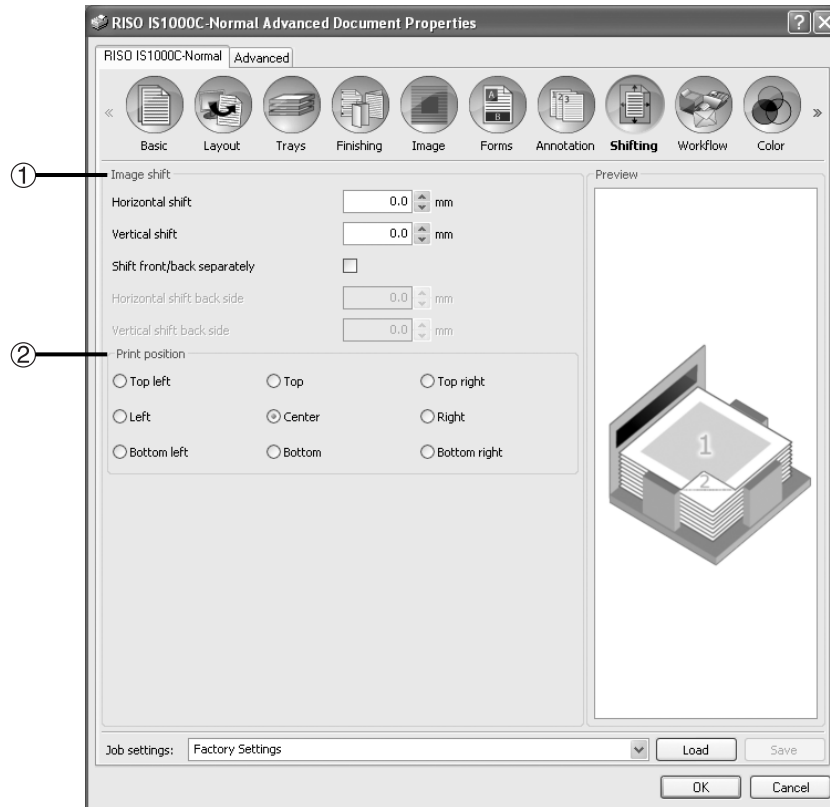 RISO IS1000C-Normal Advanced Document Properties
RISO IS1000C-Normal Advanced
« Basic Layout Trays Finishing Image Forms Annotation Shifting Workflow Color »
A
B
1 2 3
① Image shift
Preview
Horizontal shift 0.0 mm
Vertical shift 0.0 mm
Shift front/back separately
Horizontal shift back side 0.0 mm
Vertical shift back side 0.0 mm
② Print position
Top left Top Top right
Left Center Right
Bottom left Bottom Bottom right
1
2
Job settings: Factory Settings Load Save
OK Cancel